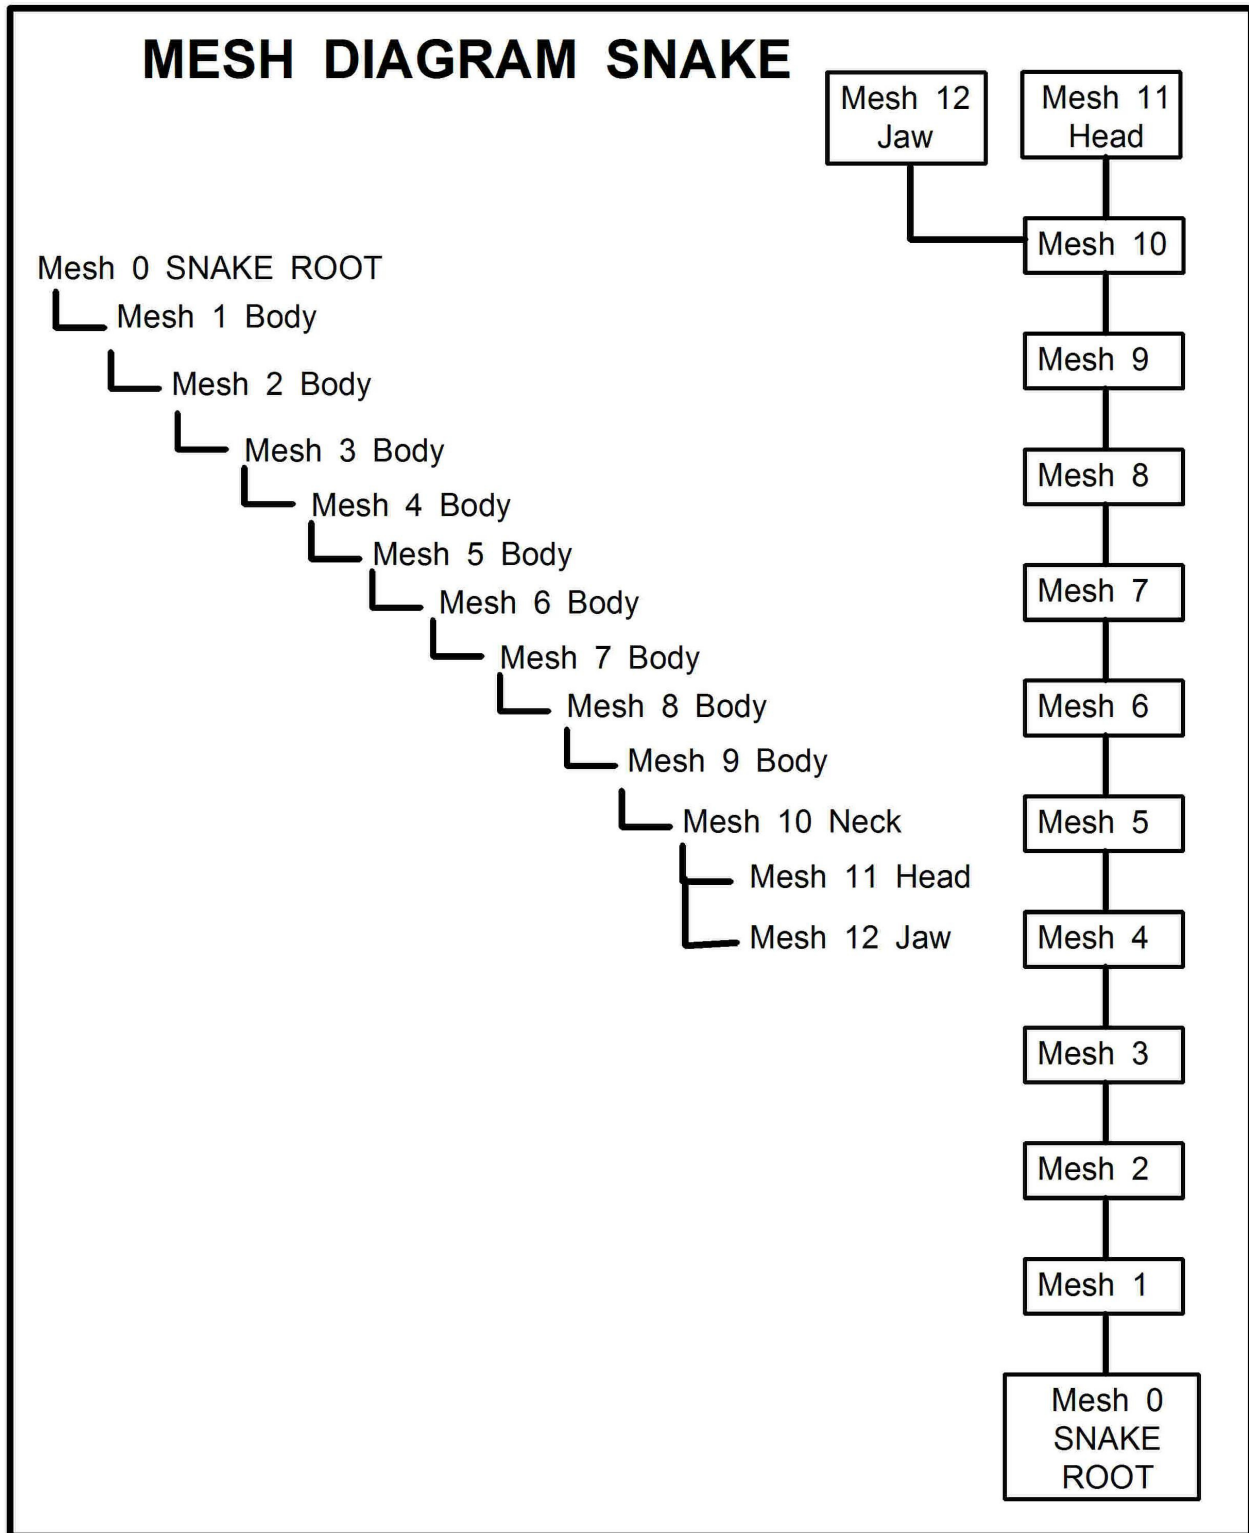 MESH DIAGRAM SNAKE
Mesh 0 SNAKE ROOT
Mesh 1 Body
Mesh 2 Body
Mesh 3 Body
Mesh 4 Body
Mesh 5 Body
Mesh 6 Body
Mesh 7 Body
Mesh 8 Body
Mesh 9 Body
Mesh 10 Neck
Mesh 11 Head
Mesh 12 Jaw
Mesh 12
Jaw
Mesh 11
Head
Mesh 10
Mesh 9
Mesh 8
Mesh 7
Mesh 6
Mesh 5
Mesh 4
Mesh 3
Mesh 2
Mesh 1
Mesh 0
SNAKE
ROOT